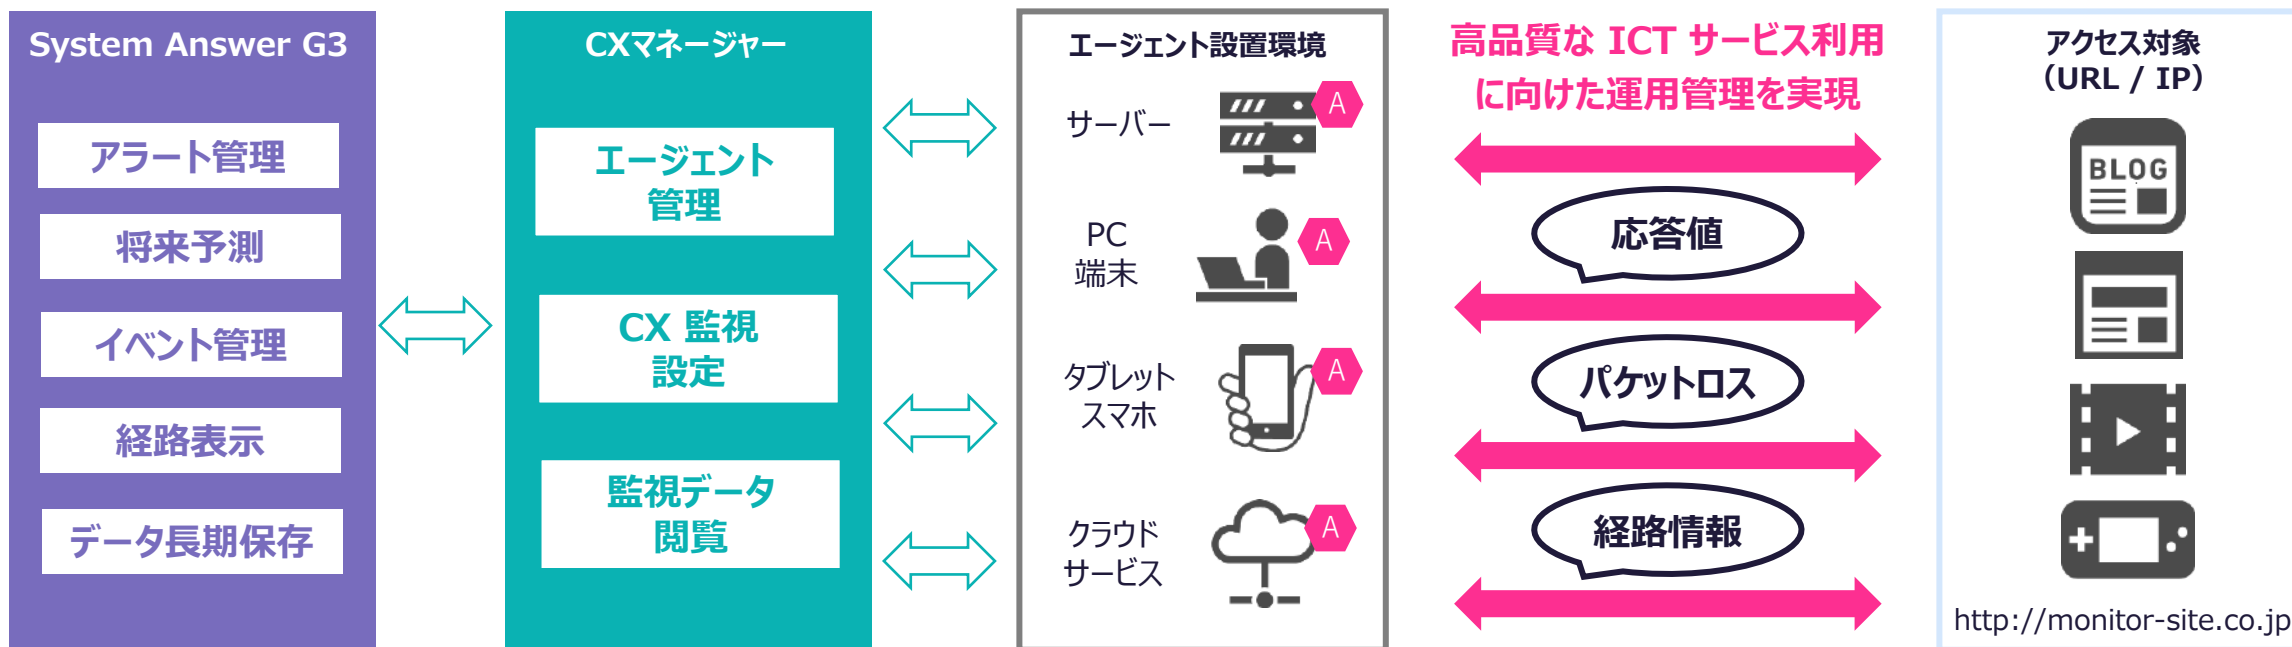 System Answer G3
アラート管理
将来予測
イベント管理
経路表示
データ長期保存
CXマネージャー
エージェント
管理
CX 監視
設定
監視データ
閲覧
エージェント設置環境
サーバー
A
PC
端末
A
タブレット
スマホ
A
クラウド
サービス
A
高品質な ICT サービス利用
に向けた運用管理を実現
応答値
パケットロス
経路情報
アクセス対象
（URL / IP）
BLOG
http://monitor-site.co.jp